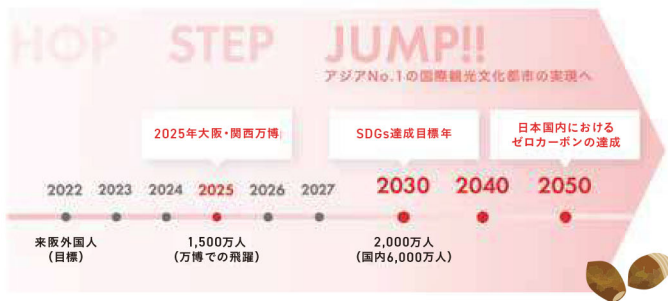 HOP STEP JUMP!!
アジアNo.1の国際観光文化都市の実現へ
2025年大阪・関西万博
SDGs達成目標年
日本国内における
ゼロカーボンの達成
2022 2023 2024 2025 2026 2027 2030 2040 2050
来阪外国人
(目標)
1,500万人
(万博での飛躍)
2,000万人
(国内6,000万人)